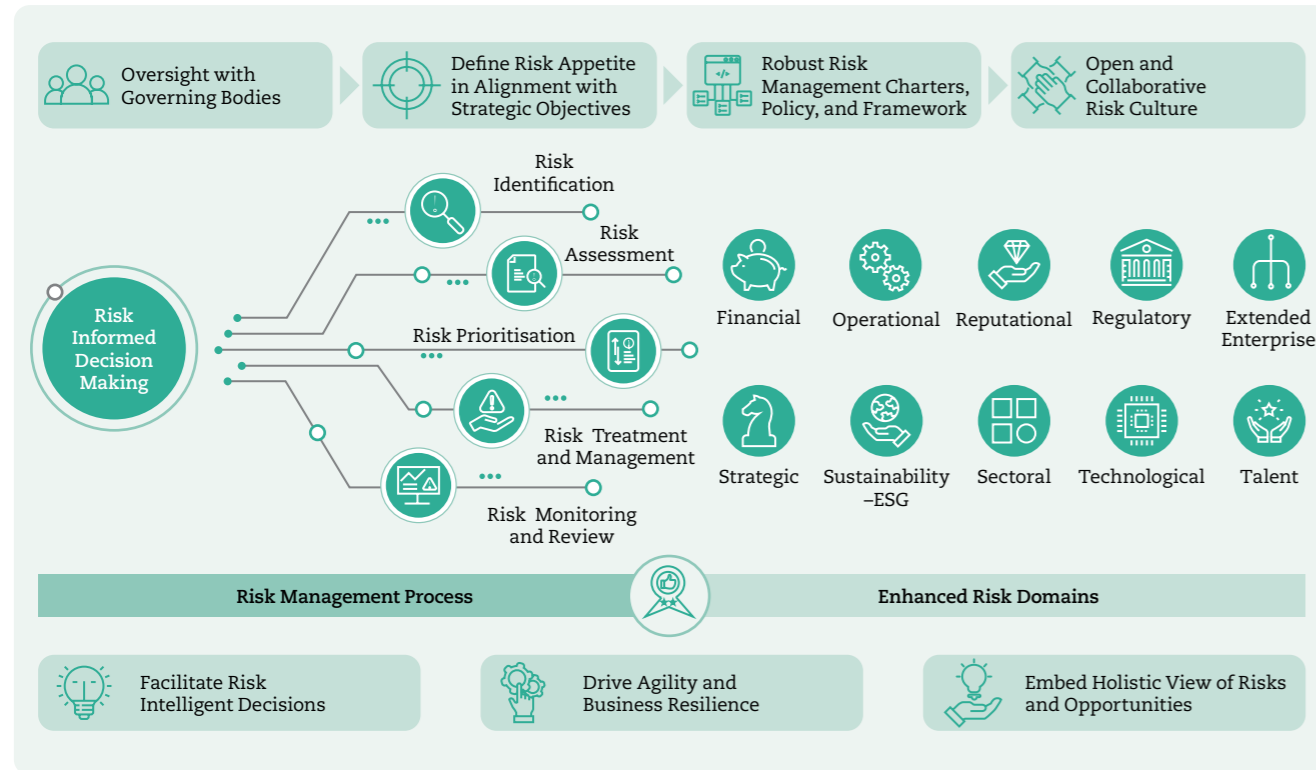 Oversight with
Governing Bodies
Define Risk Appetite
in Alignment with
Strategic Objectives
Robust Risk
Management Charters,
Policy, and Framework
Open and
Collaborative
Risk Culture
Risk
Informed
Decision
Making
Risk
Identification
Risk
Assessment
Risk Prioritisation
Risk Treatment
and Management
Risk Monitoring
and Review
Financial
Operational
Reputational
Regulatory
Extended
Enterprise
Strategic
Sustainability
–ESG
Sectoral
Technological
Talent
Risk Management Process
Enhanced Risk Domains
Facilitate Risk
Intelligent Decisions
Drive Agility and
Business Resilience
Embed Holistic View of Risks
and Opportunities